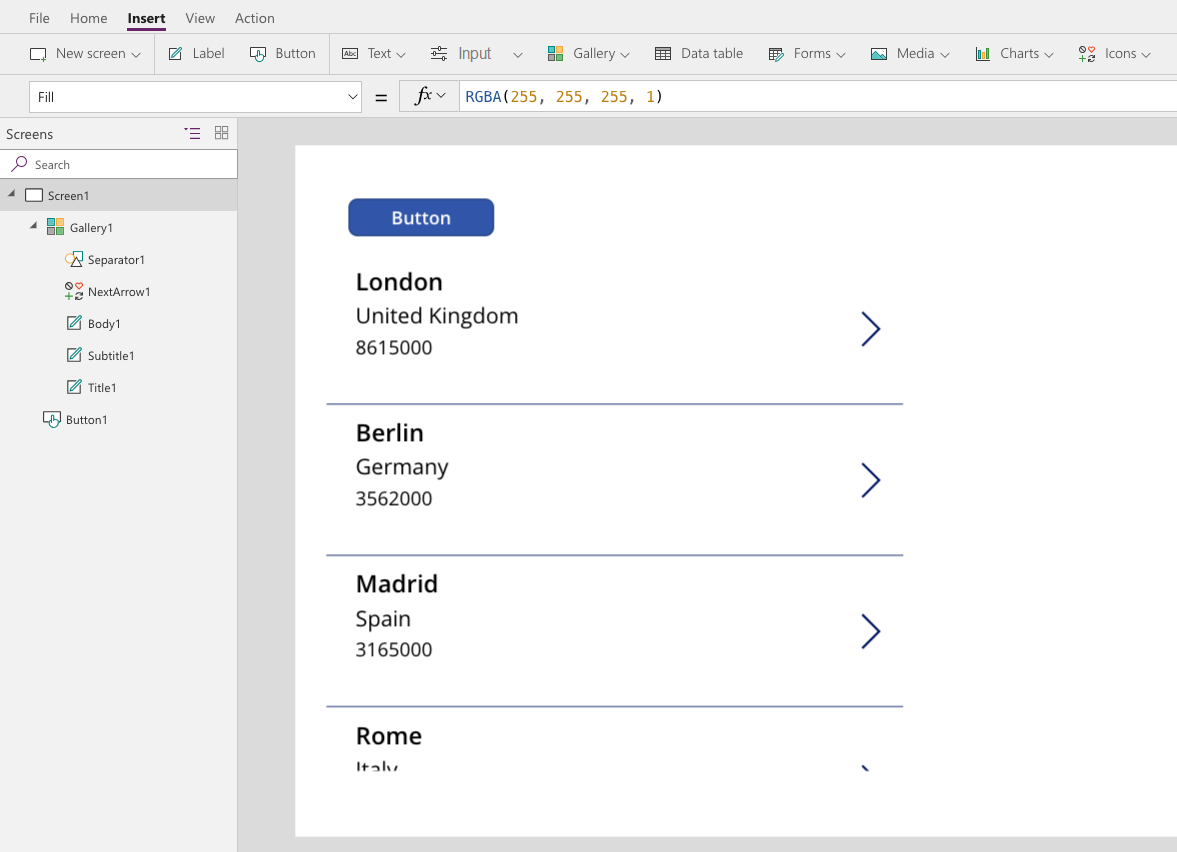 File Home Insert View Action
New screen Label Button Abc Text Input Gallery Data table Forms Media Charts Icons
Fill = fx RGBA(255, 255, 255, 1)
Screens
Search
Screen1
Gallery1
Separator1
NextArrow1
Body1
Subtitle1
Title1
Button1
Button
London
United Kingdom
8615000
Berlin
Germany
3562000
Madrid
Spain
3165000
Rome
Italy